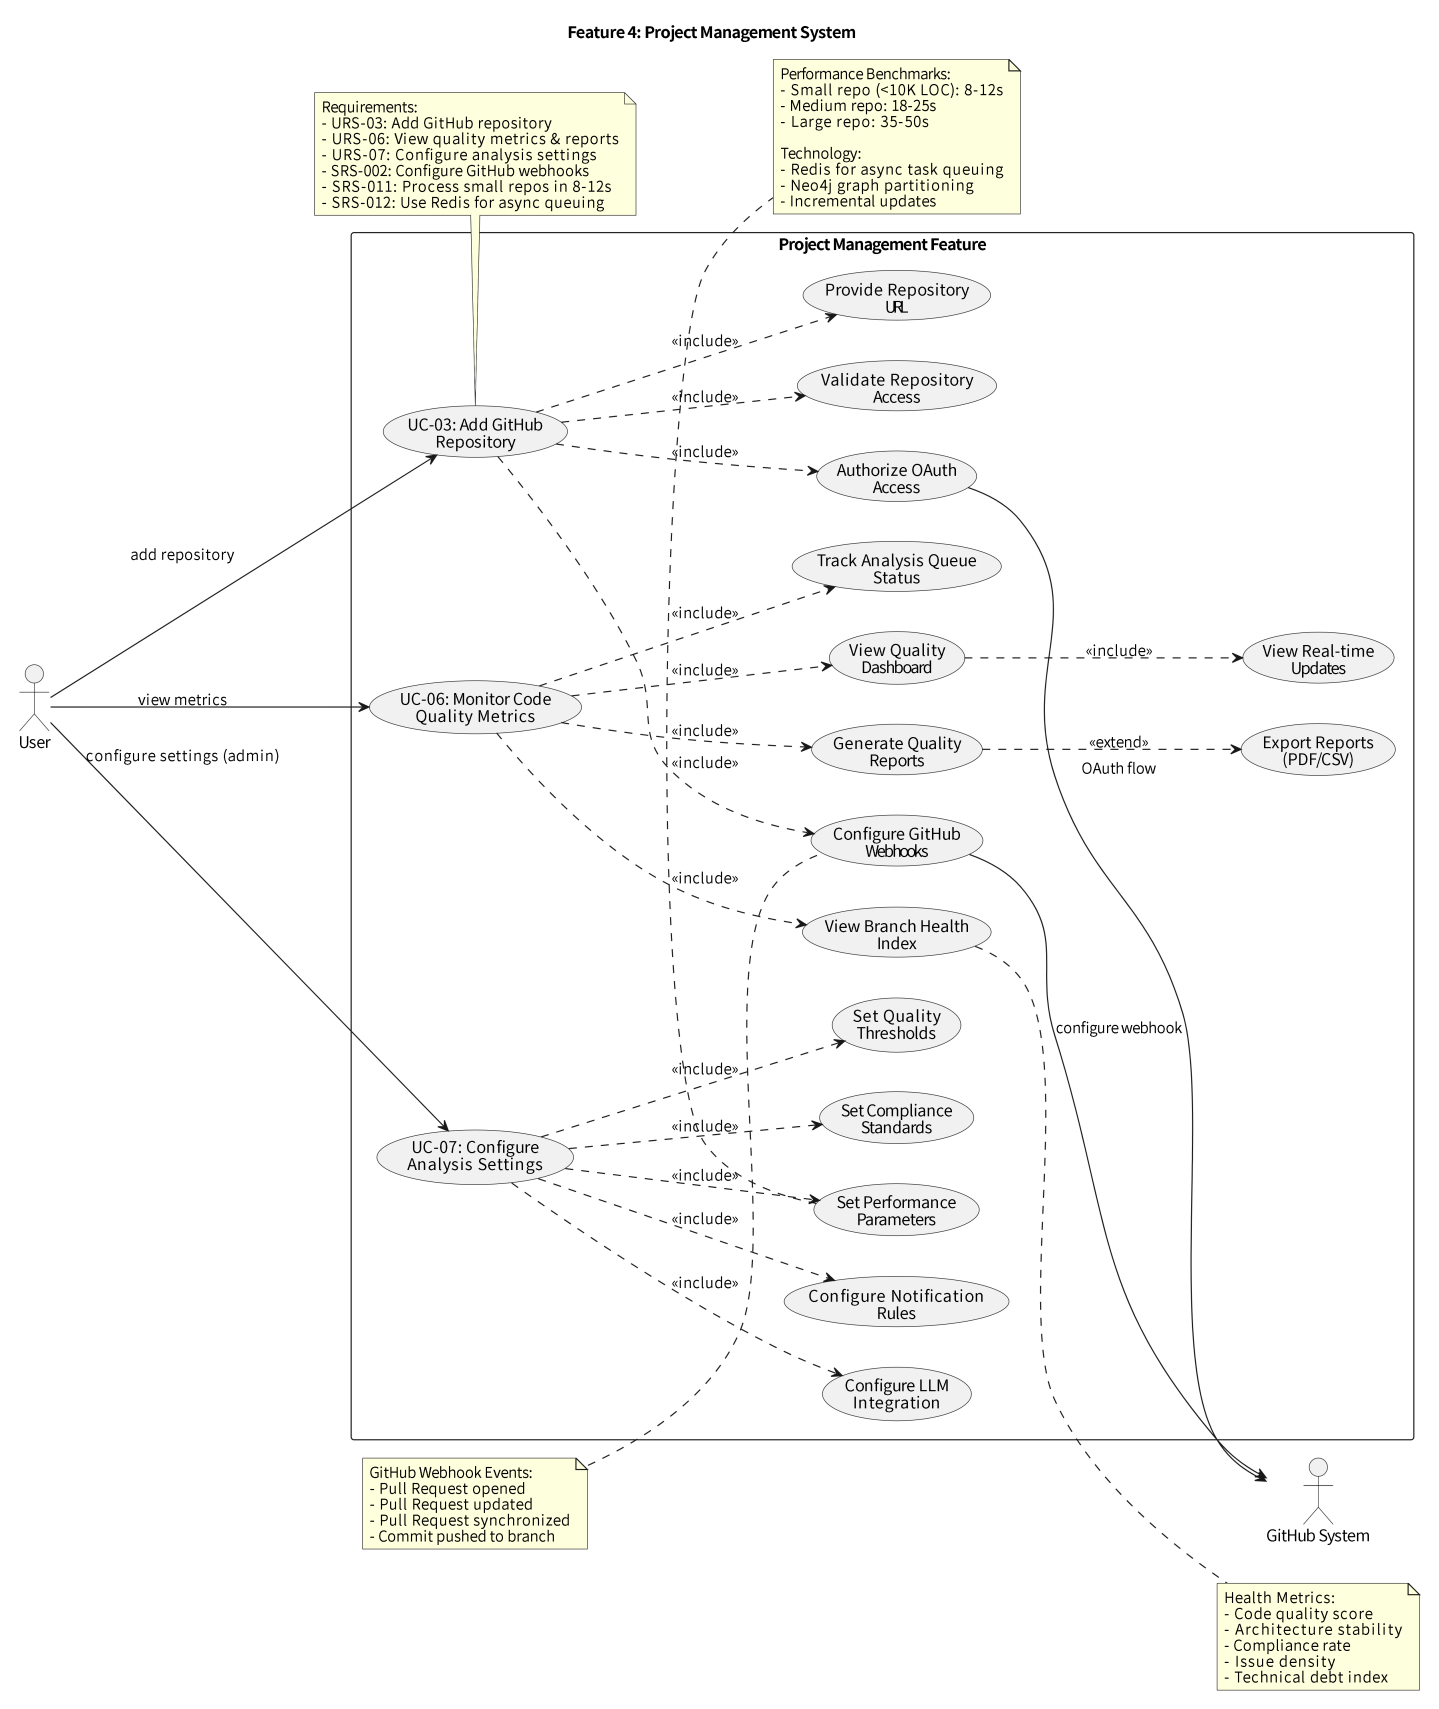 Feature 4: Project Management System
Performance Benchmarks:
- Small repo (<10K LOC): 8-12s
- Medium repo: 18-25s
- Large repo: 35-50s
Technology:
- Redis for async task queuing
- Neo4j graph partitioning
- Incremental updates
Requirements:
- URS-03: Add GitHub repository
- URS-06: View quality metrics & reports
- URS-07: Configure analysis settings
- SRS-002: Configure GitHub webhooks
- SRS-011: Process small repos in 8-12s
- SRS-012: Use Redis for async queuing
Project Management Feature
Provide Repository
URL
«include»
Validate Repository
Access
«include»
UC-03: Add GitHub
Repository
«include»
Authorize OAuth
Access
add repository
Track Analysis Queue
Status
«include»
View Quality
Dashboard
«include»
View Real-time
Updates
«include»
UC-06: Monitor Code
Quality Metrics
view metrics
User
«include»
Generate Quality
Reports
«extend»
OAuth flow
Export Reports
(PDF/CSV)
configure settings (admin)
«include»
Configure GitHub
Webhooks
«include»
View Branch Health
Index
Set Quality
Thresholds
configure webhook
«include»
Set Compliance
Standards
«include»
UC-07: Configure
Analysis Settings
«include»
Set Performance
Parameters
«include»
Configure Notification
Rules
«include»
Configure LLM
Integration
GitHub Webhook Events:
- Pull Request opened
- Pull Request updated
- Pull Request synchronized
- Commit pushed to branch
GitHub System
Health Metrics:
- Code quality score
- Architecture stability
- Compliance rate
- Issue density
- Technical debt index